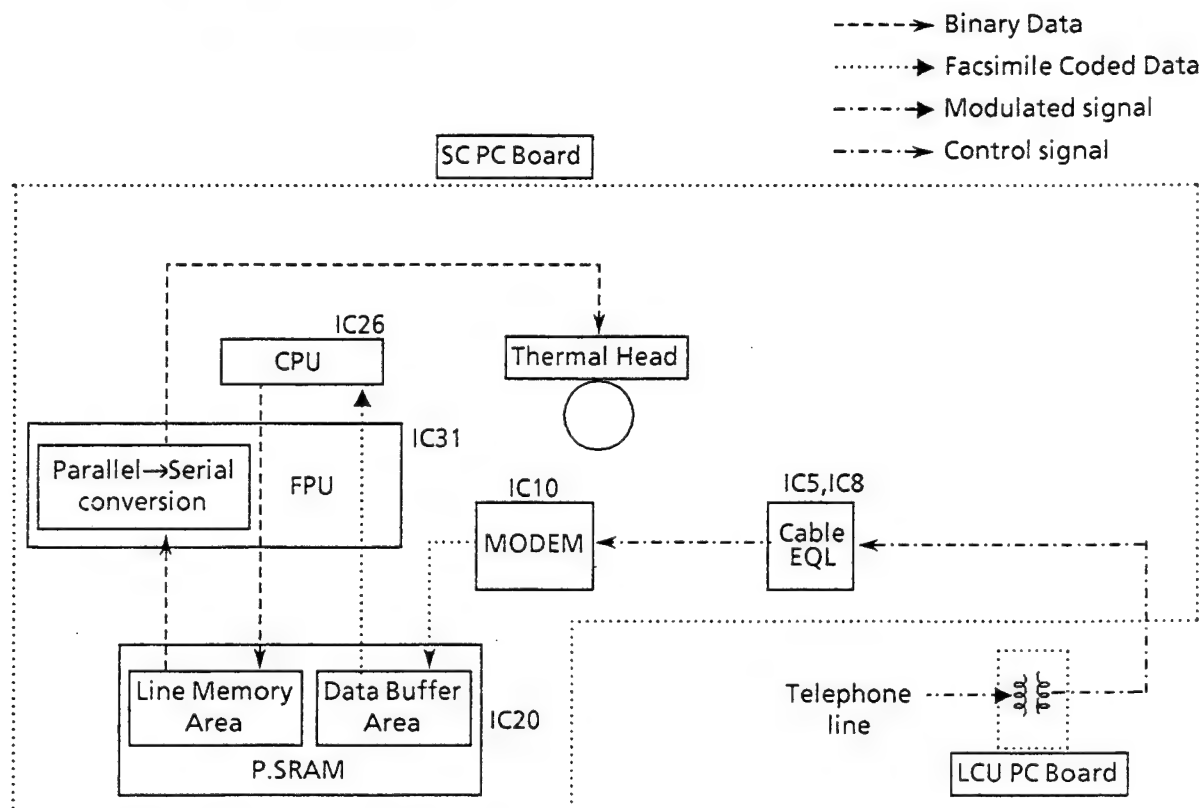 Binary Data
Facsimile Coded Data
Modulated signal
Control signal
SC PC Board
IC26
CPU
Thermal Head
IC31
Parallel→Serial
conversion
FPU
IC10
MODEM
IC5,IC8
Cable
EQL
Line Memory
Area
Data Buffer
Area
IC20
P.SRAM
Telephone
line
LCU PC Board